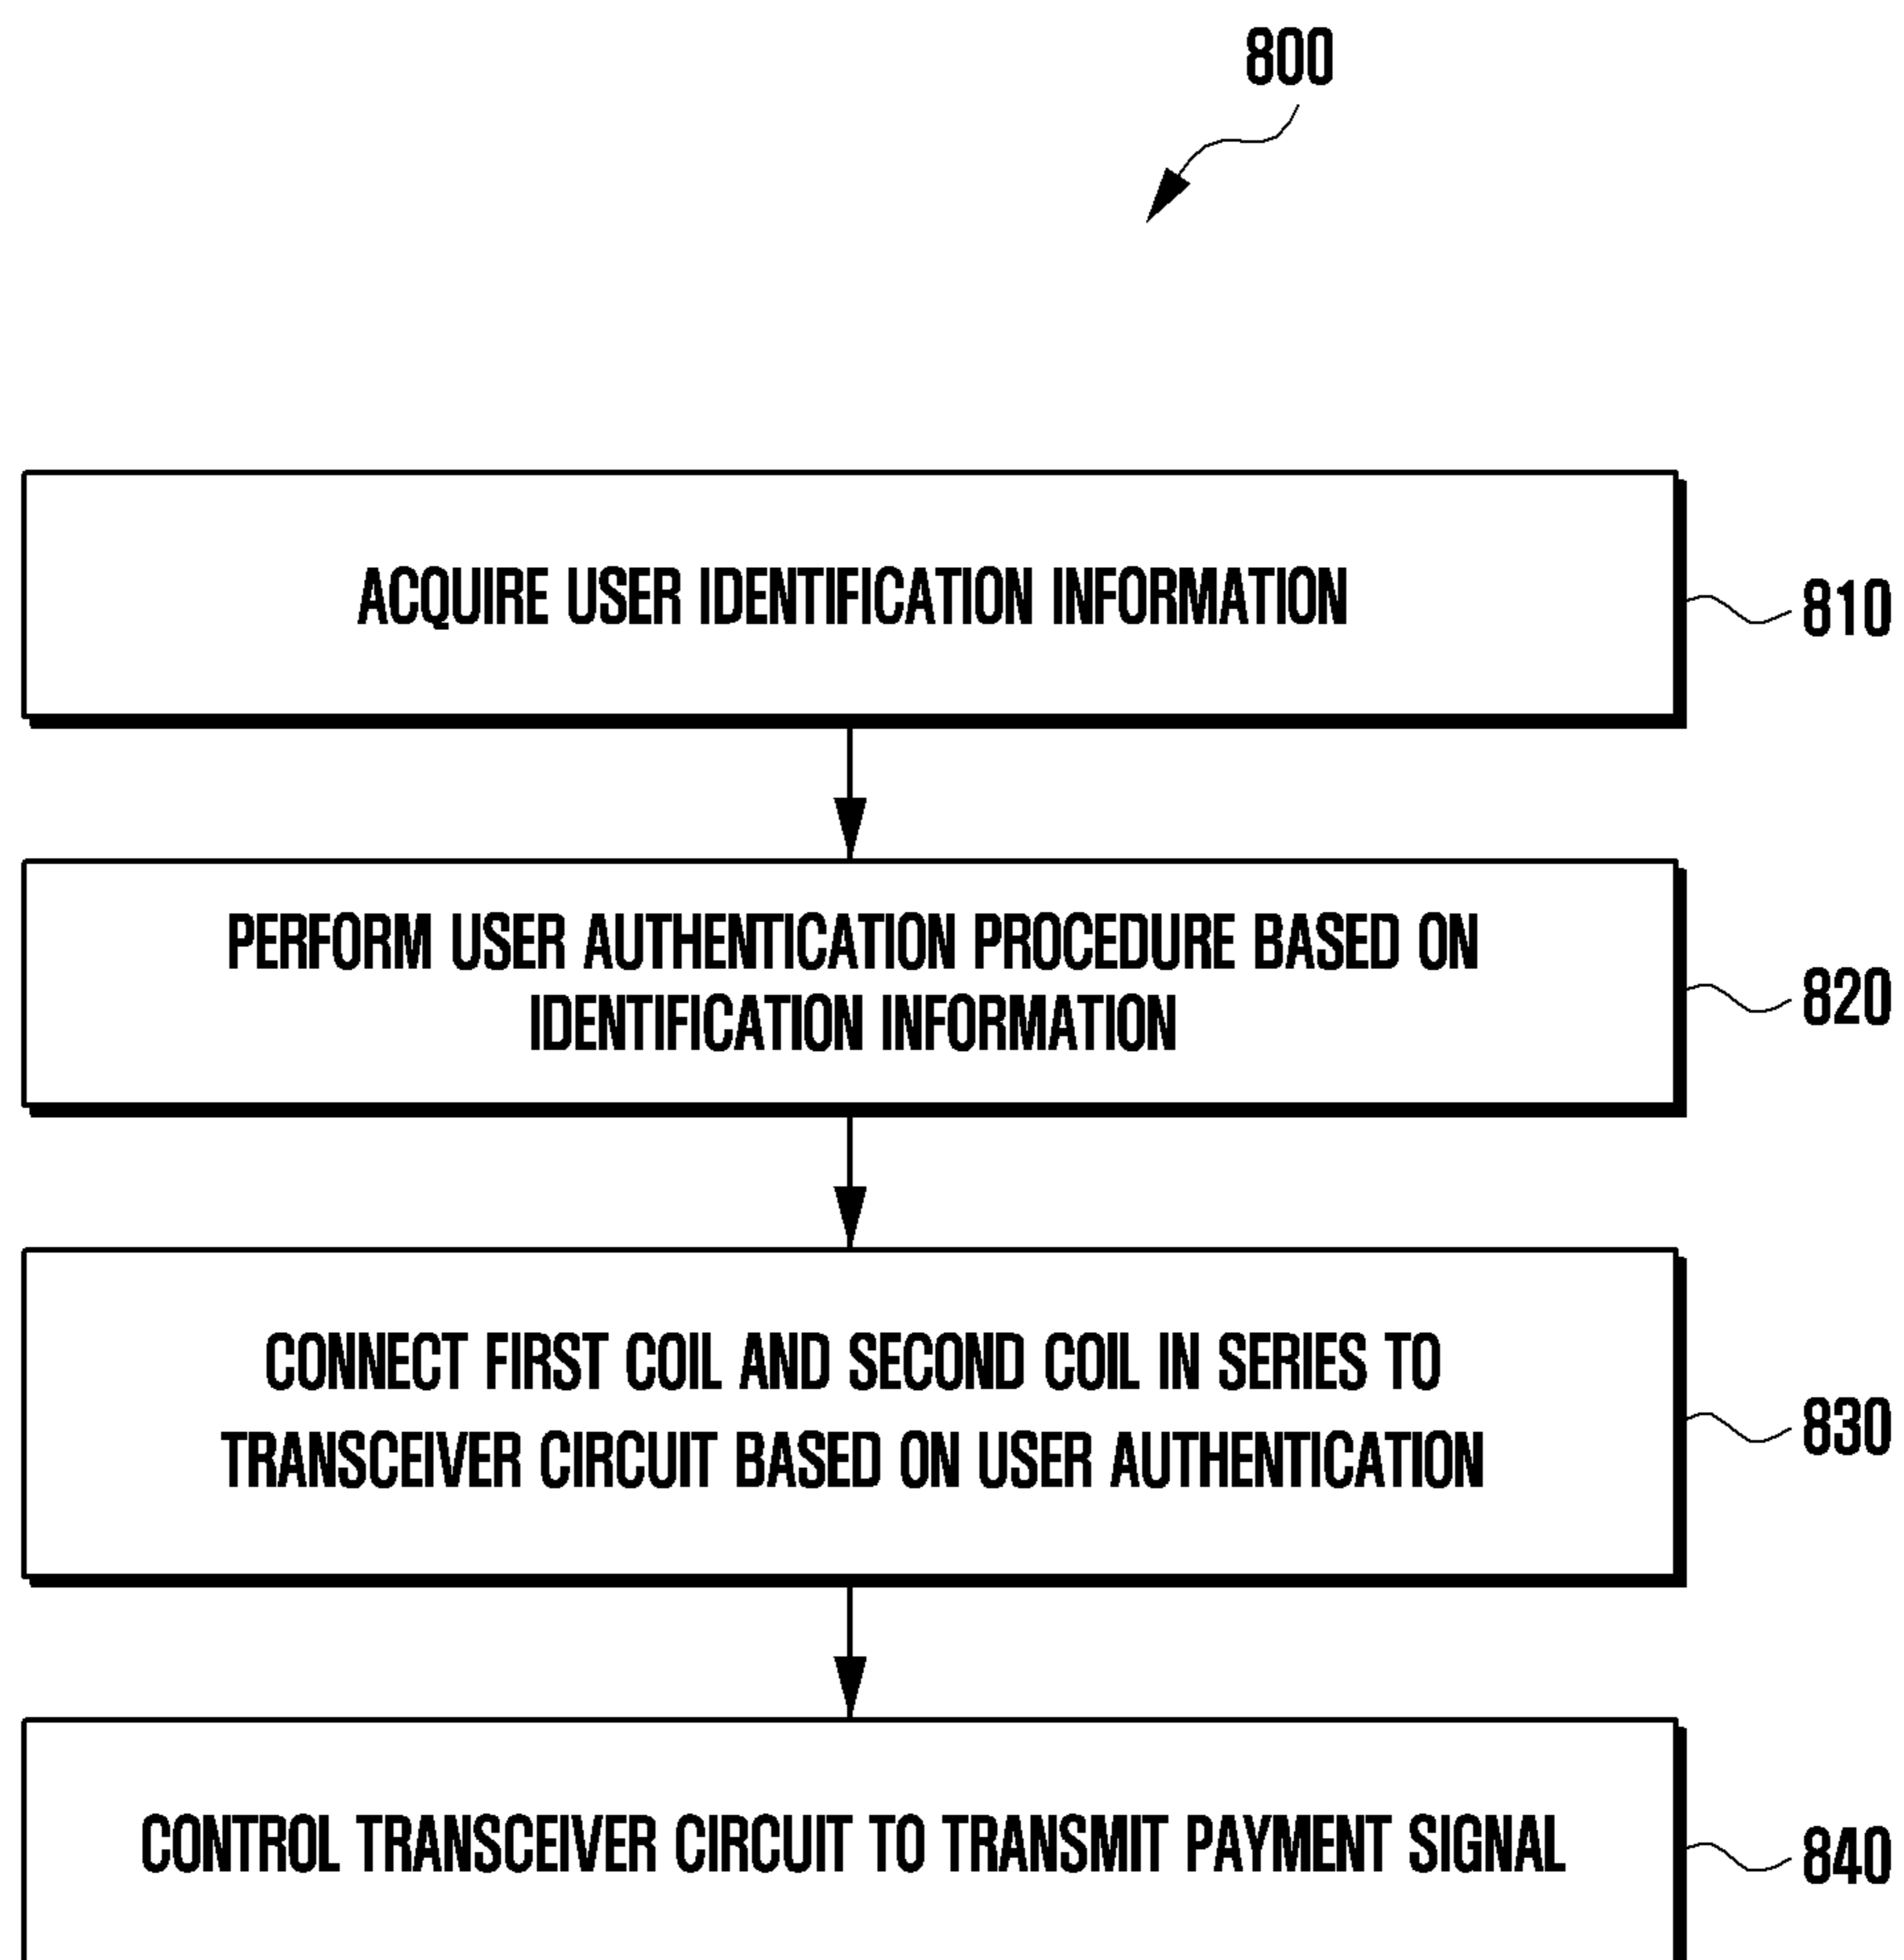 800
ACQUIRE USER IDENTIFICATION INFORMATION
810
PERFORM USER AUTHENTICATION PROCEDURE BASED ON
IDENTIFICATION INFORMATION
820
CONNECT FIRST COIL AND SECOND COIL IN SERIES TO
TRANSCEIVER CIRCUIT BASED ON USER AUTHENTICATION
830
CONTROL TRANSCEIVER CIRCUIT TO TRANSMIT PAYMENT SIGNAL
840